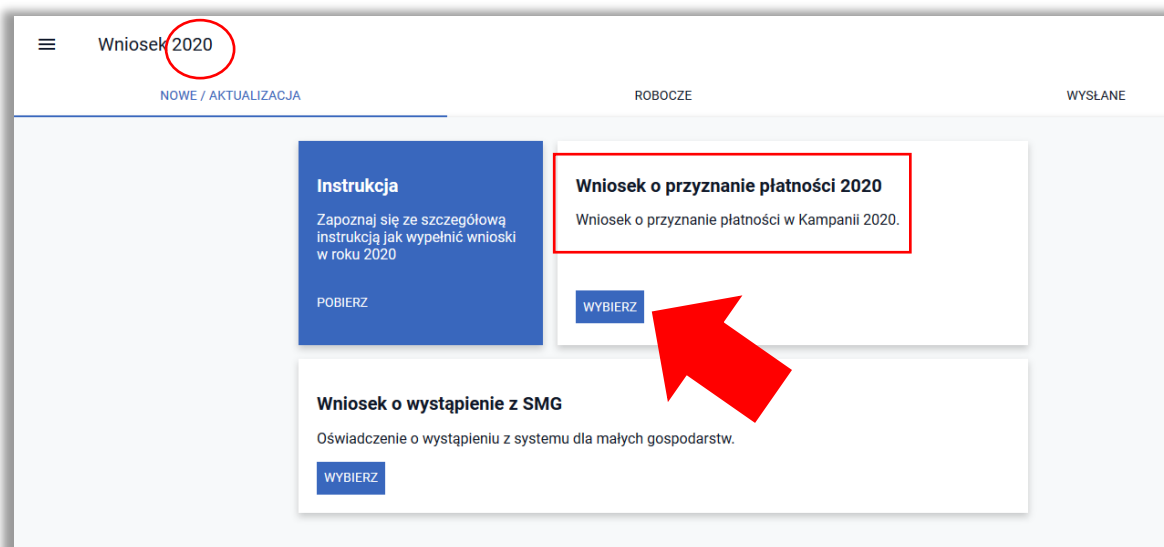 Wniosek 2020
NOWE / AKTUALIZACJA
ROBOCZE
WYSŁANE
Instrukcja
Zapoznaj się ze szczegółową
instrukcją jak wypełnić wnioski
w roku 2020
POBIERZ
Wniosek o przyznanie płatności 2020
Wniosek o przyznanie płatności w Kampanii 2020.
WYBIERZ
Wniosek o wystąpienie z SMG
Oświadczenie o wystąpieniu z systemu dla małych gospodarstw.
WYBIERZ